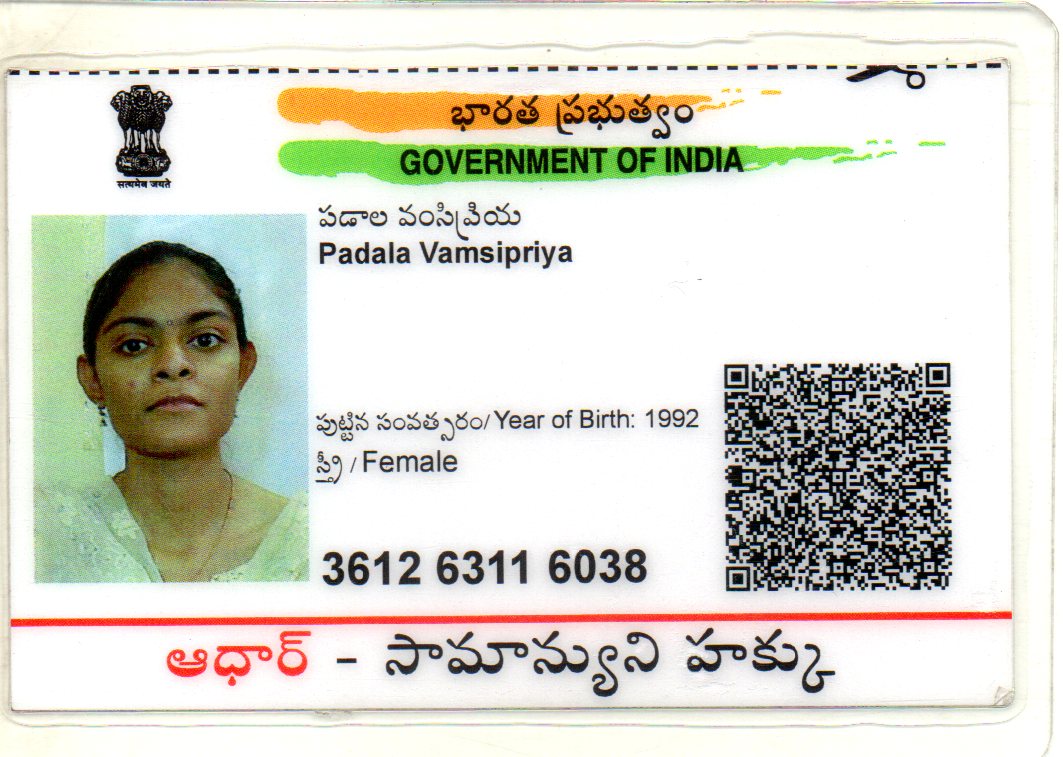 భారత ప్రభుత్వం
GOVERNMENT OF INDIA
सत्यमेव जयते
పడాల వంసిప్రియ
Padala Vamsipriya
పుట్టిన సంవత్సరం/ Year of Birth: 1992
స్త్రీ / Female
3612 6311 6038
ఆధార్ - సామాన్యుని హక్కు